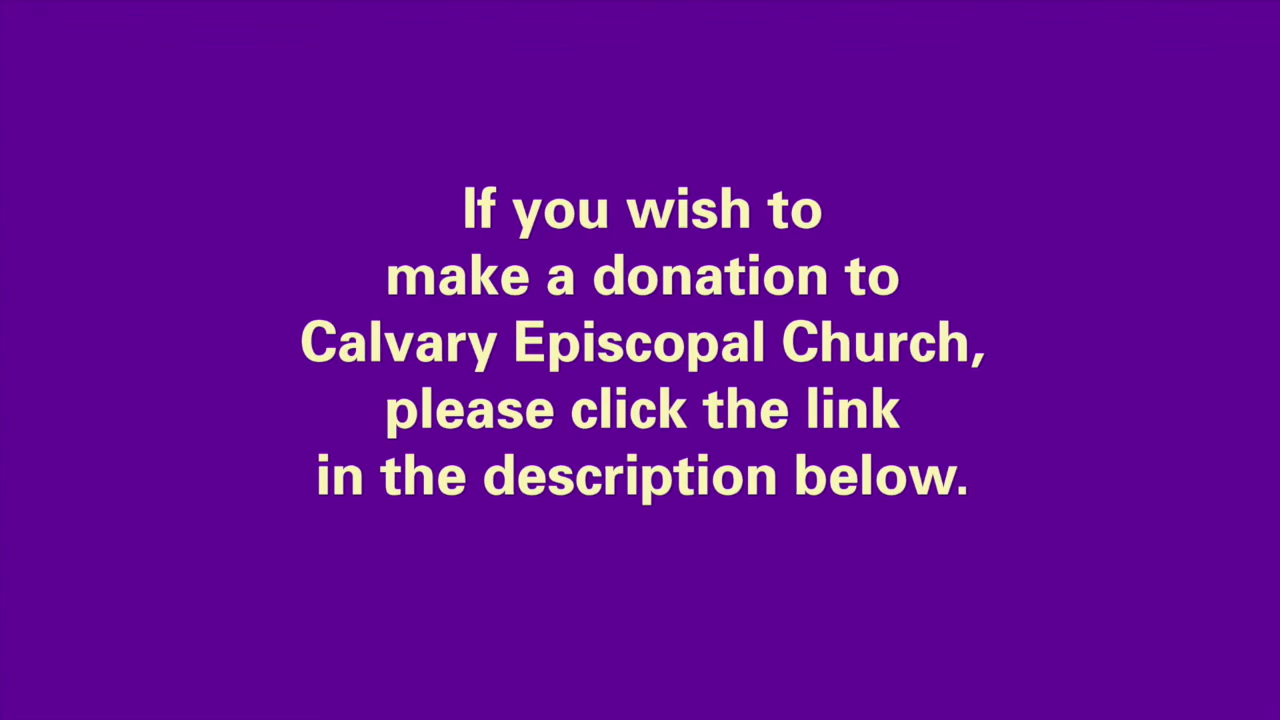 If you wish to
make a donation to
Calvary Episcopal Church,
please click the link
in the description below.